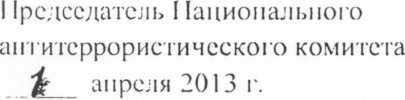 Председатель Национального
антитеррористического комитета
апреля 2013 г.